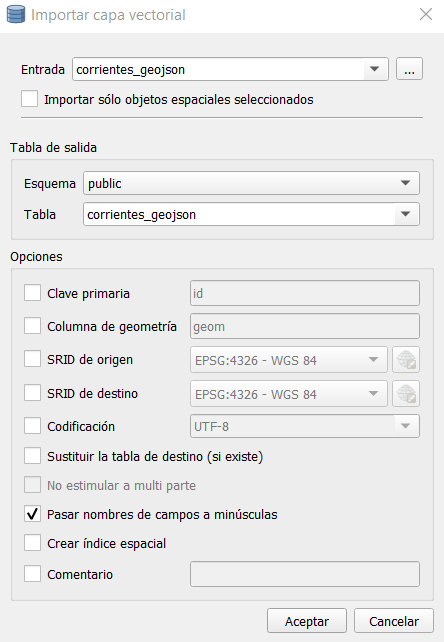 Importar capa vectorial
Entrada corrientes_geojson ...
Importar sólo objetos espaciales seleccionados
Tabla de salida
Esquema public
Tabla corrientes_geojson
Opciones
Clave primaria id
Columna de geometría geom
SRID de origen EPSG:4326 - WGS 84
SRID de destino EPSG:4326 - WGS 84
Codificación UTF-8
Sustituir la tabla de destino (si existe)
No estimular a multi parte
Pasar nombres de campos a minúsculas
Crear índice espacial
Comentario
Aceptar Cancelar